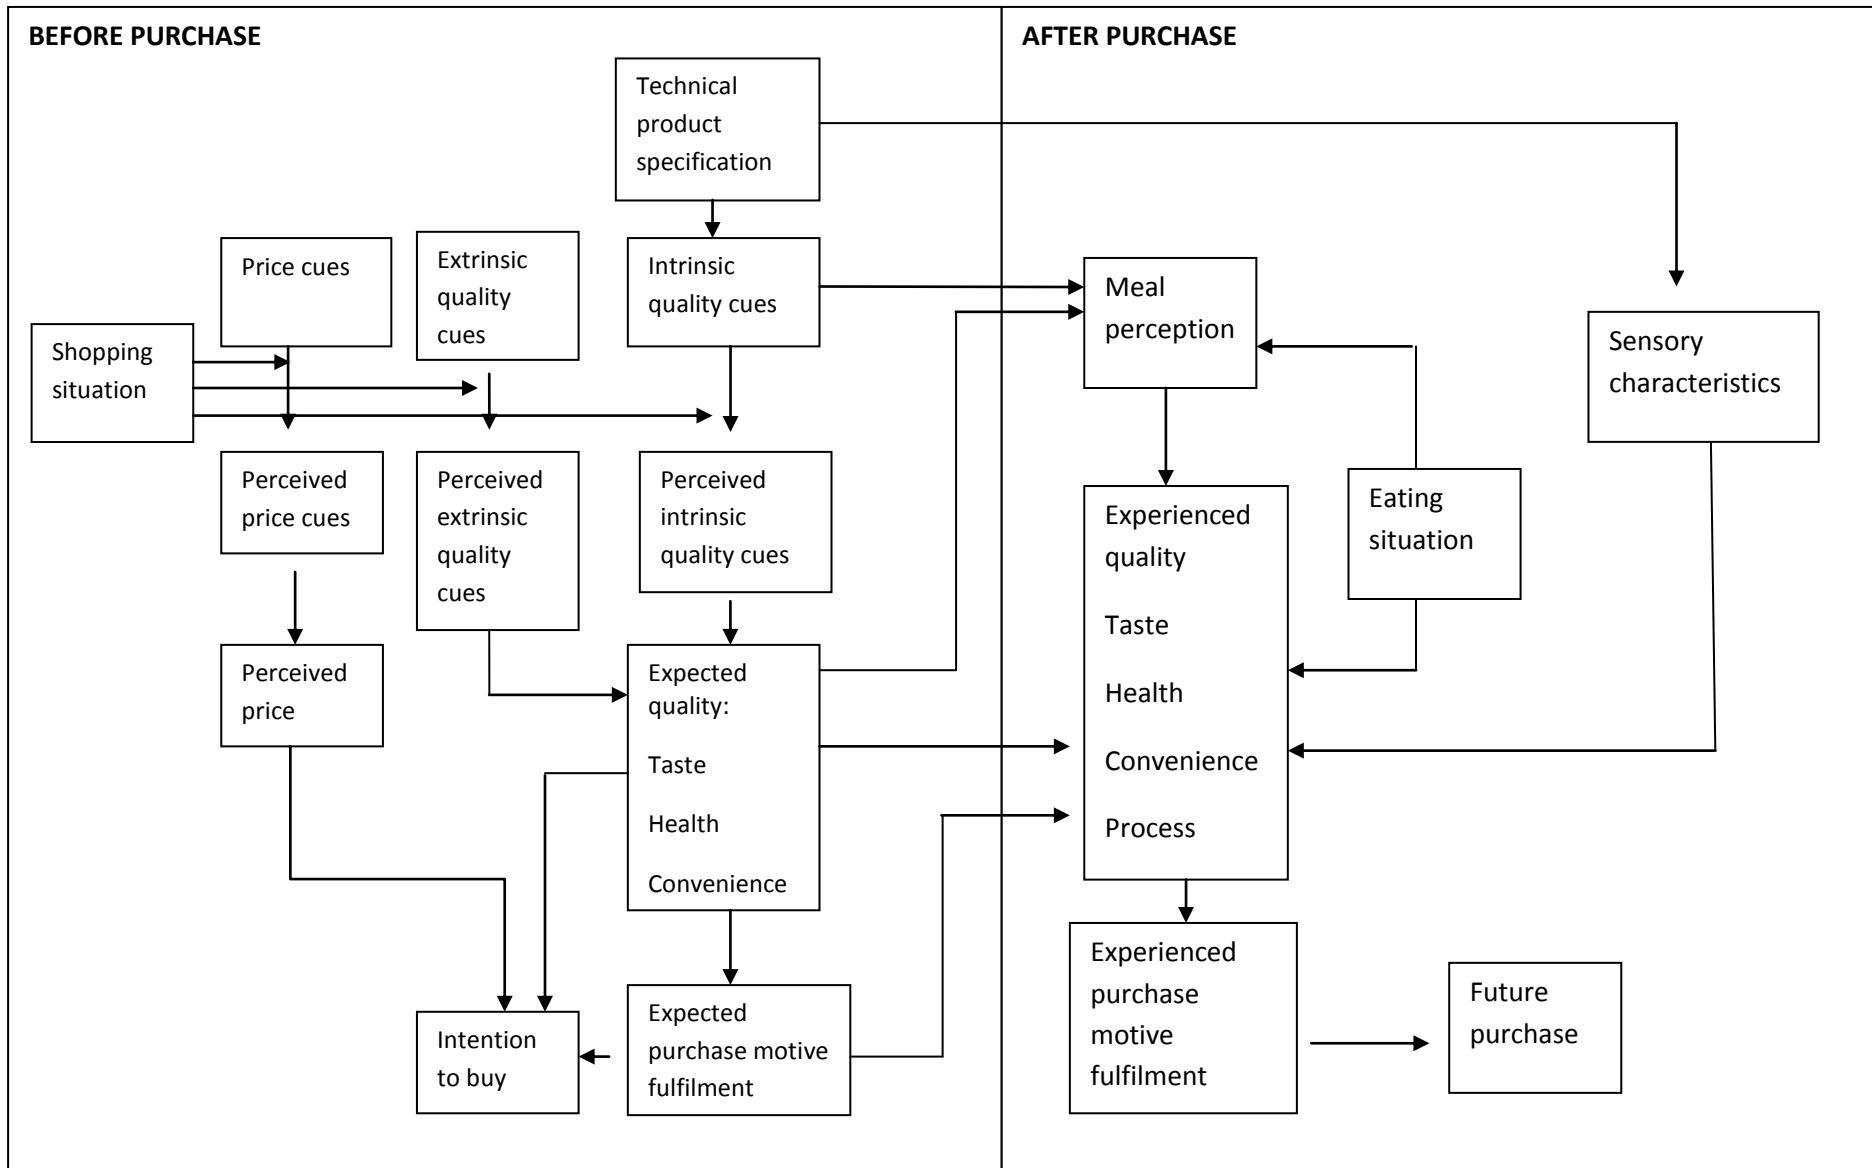 BEFORE PURCHASE
Technical
product
specification
Price cues
Extrinsic
quality
cues
Intrinsic
quality cues
Shopping
situation
Perceived
price cues
Perceived
extrinsic
quality
cues
Perceived
intrinsic
quality cues
Perceived
price
Expected
quality:
Taste
Health
Convenience
Intention
to buy
Expected
purchase motive
fulfilment
AFTER PURCHASE
Meal
perception
Sensory
characteristics
Experienced
quality
Taste
Health
Convenience
Process
Eating
situation
Experienced
purchase
motive
fulfilment
Future
purchase